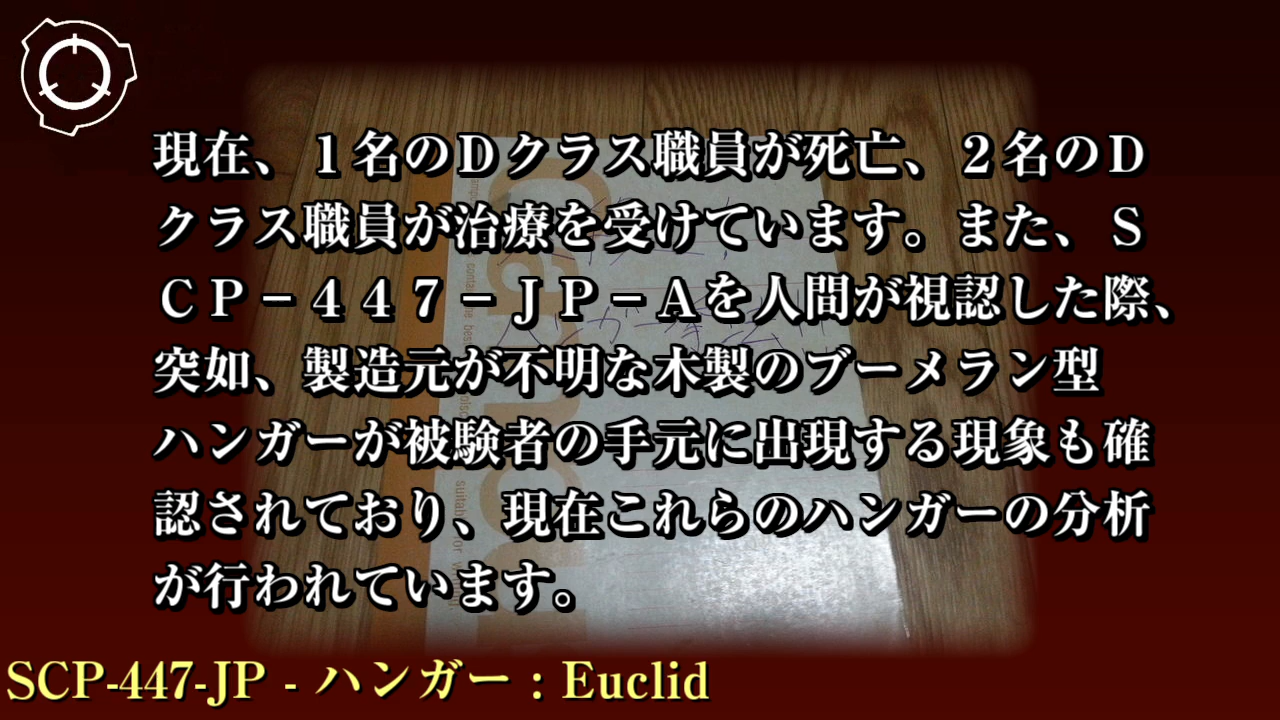 現在、１名のＤクラス職員が死亡、２名のＤ
クラス職員が治療を受けています。また、Ｓ
ＣＰ－４４７－ＪＰ－Ａを人間が視認した際、
突如、製造元が不明な木製のブーメラン型
ハンガーが被験者の手元に出現する現象も確
認されており、現在これらのハンガーの分析
が行われています。
SCP-447-JP - ハンガー : Euclid